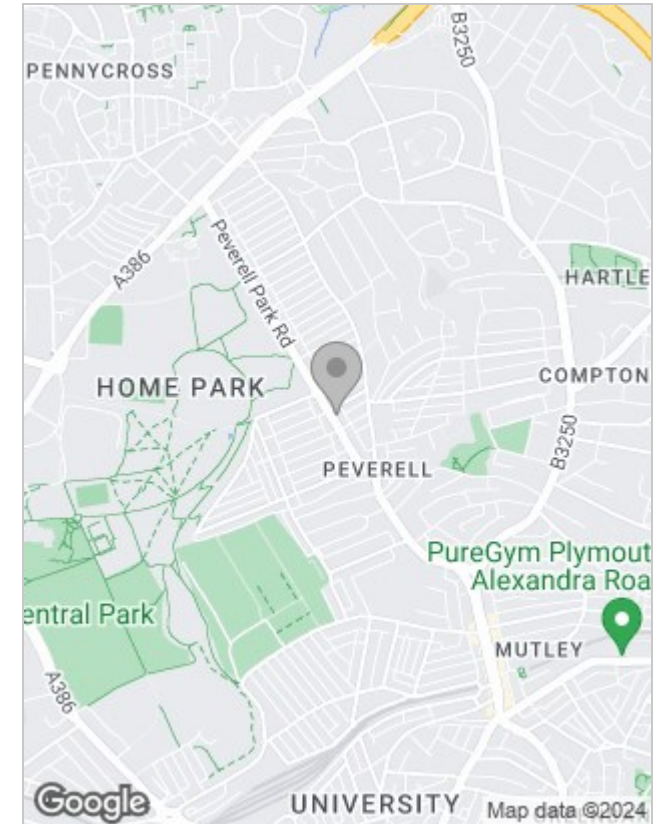 B3250
PENNYCROSS
A386
Peverell Park Rd
HARTLE
HOME PARK
COMPTON
B3250
PEVERELL
PureGym Plymout
Alexandra Roa
entral Park
MUTLEY
A386
Google
UNIVERSITY
Map data ©2024